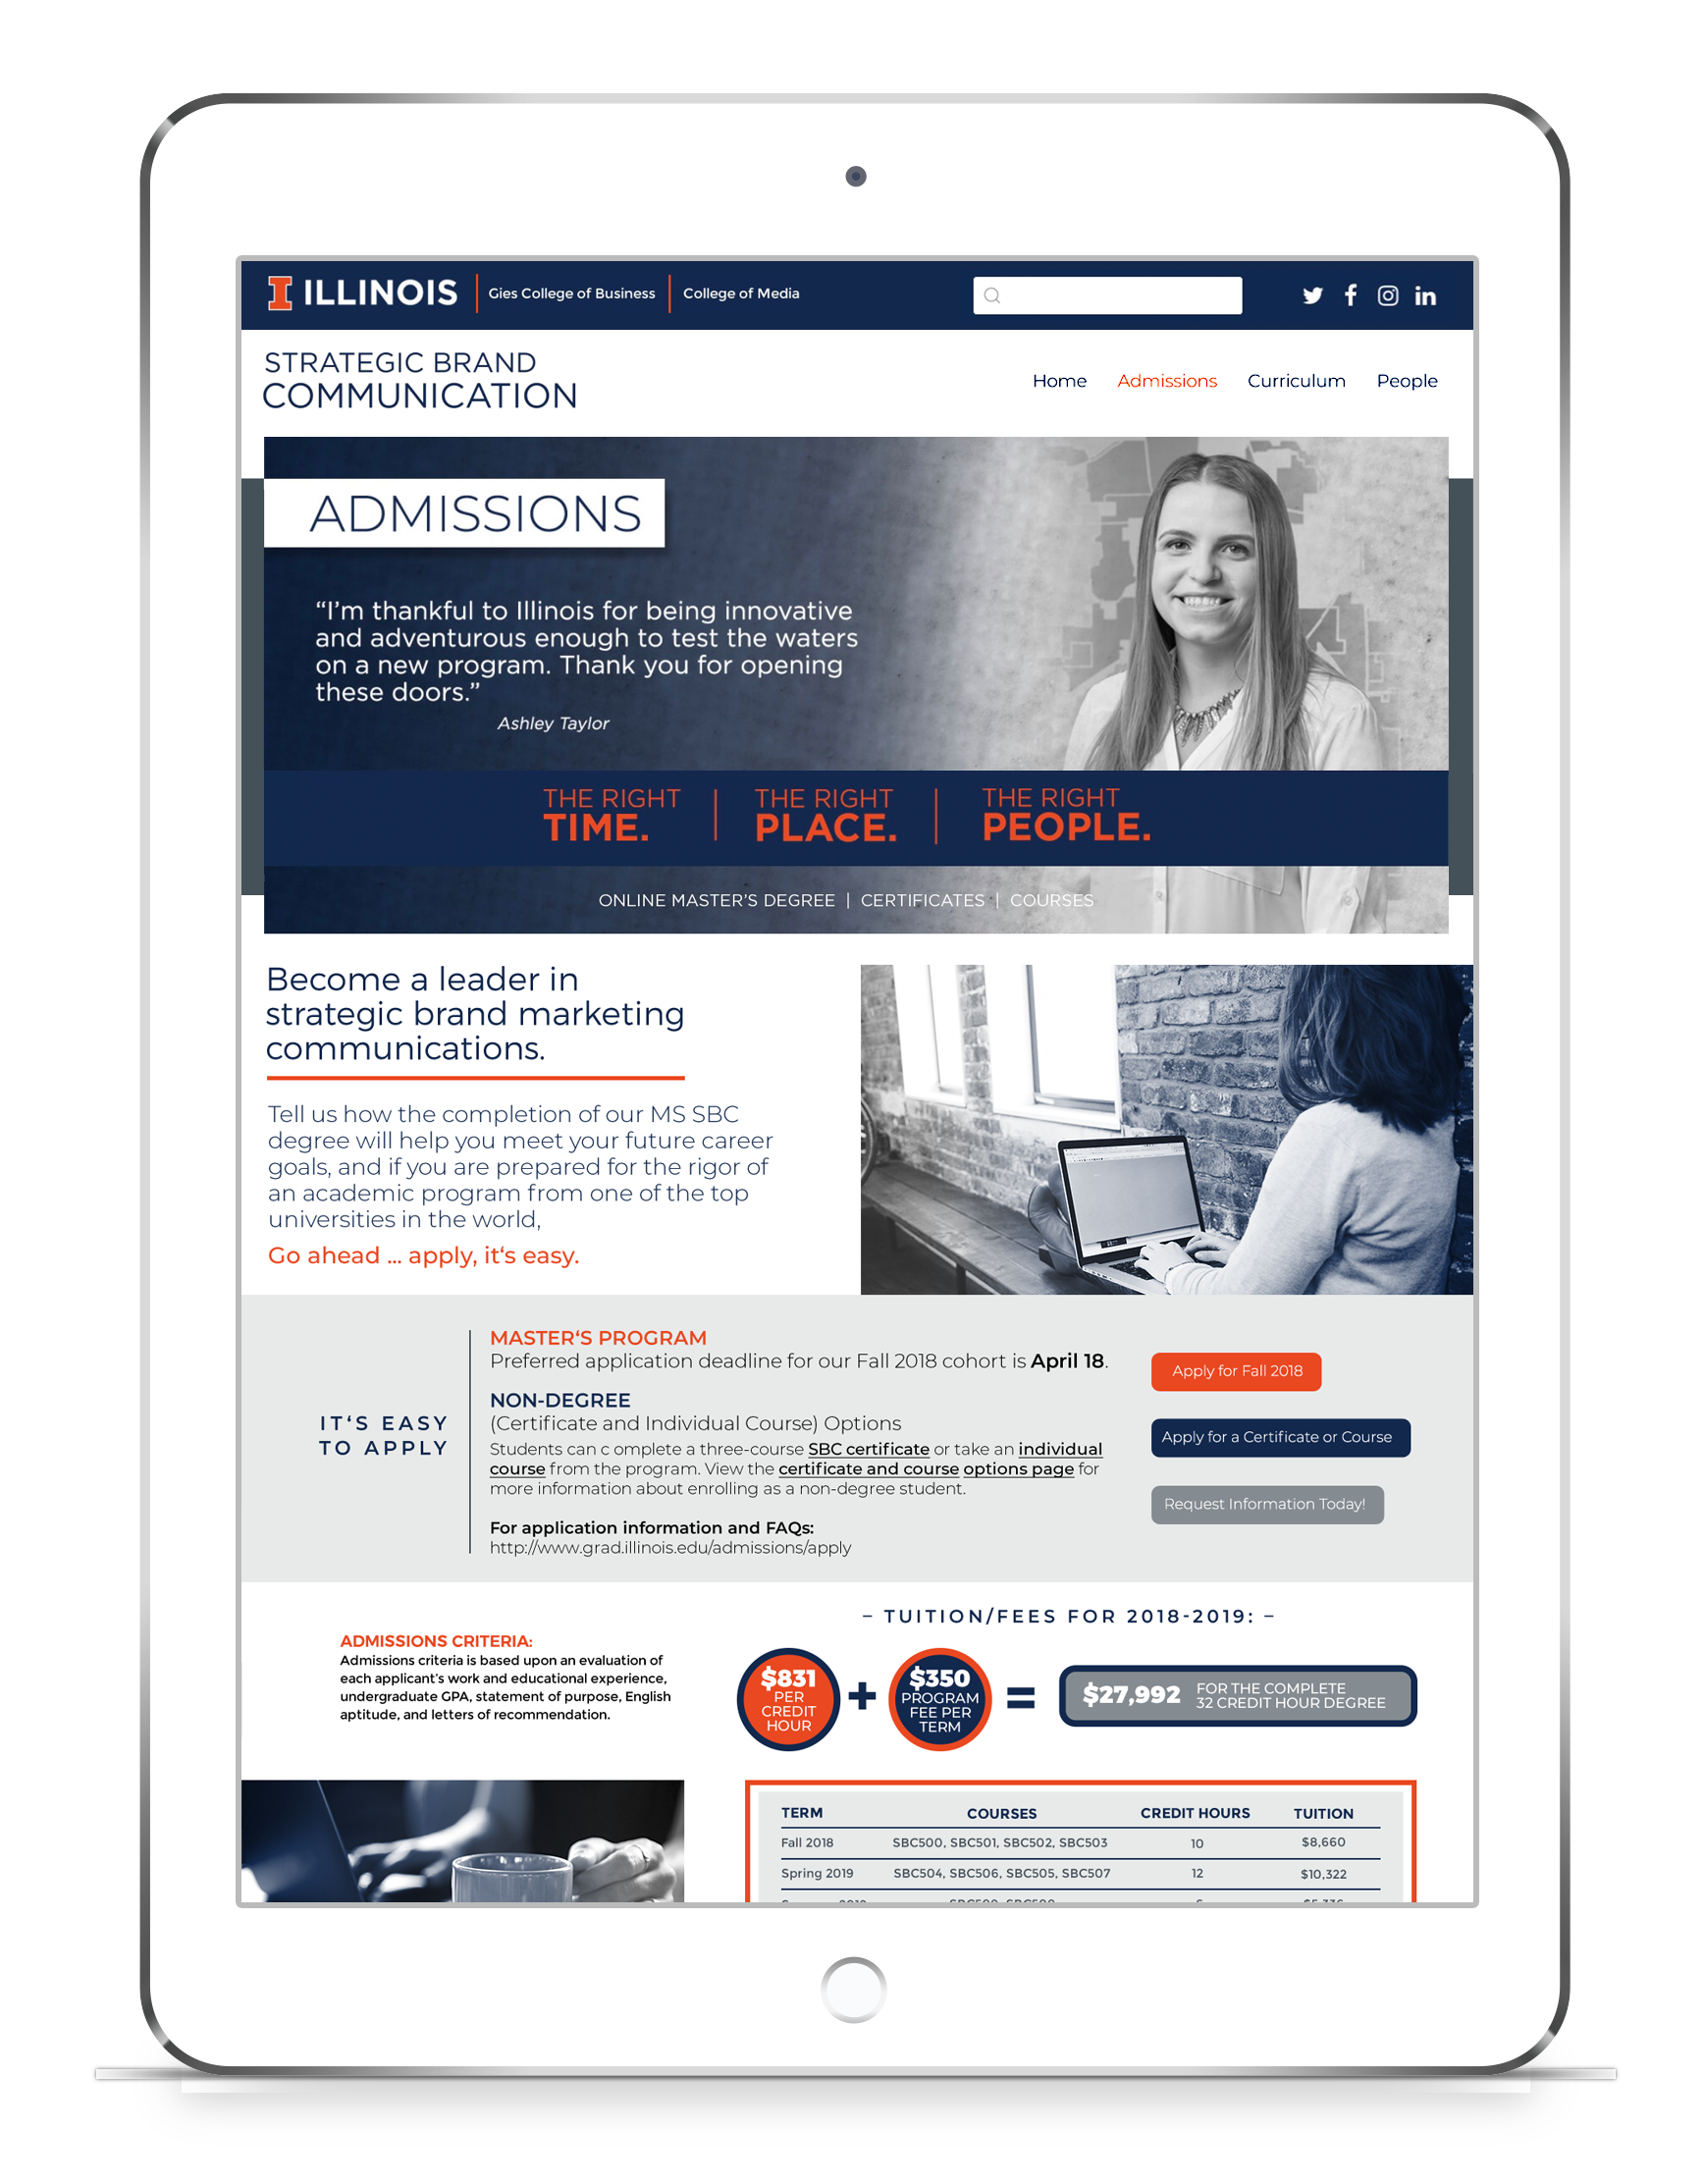 I ILLINOIS
Gies College of Business
College of Media
STRATEGIC BRAND
COMMUNICATION
Home Admissions Curriculum People
ADMISSIONS
“I’m thankful to Illinois for being innovative
and adventurous enough to test the waters
on a new program. Thank you for opening
these doors.”
Ashley Taylor
THE RIGHT
TIME.
THE RIGHT
PLACE.
THE RIGHT
PEOPLE.
ONLINE MASTER’S DEGREE | CERTIFICATES | COURSES
Become a leader in
strategic brand marketing
communications.
Tell us how the completion of our MS SBC
degree will help you meet your future career
goals, and if you are prepared for the rigor of
an academic program from one of the top
universities in the world,
Go ahead ... apply, it‘s easy.
IT‘S EASY
TO APPLY
MASTER‘S PROGRAM
Preferred application deadline for our Fall 2018 cohort is April 18.
NON-DEGREE
(Certificate and Individual Course) Options
Students can c omplete a three-course SBC certificate or take an individual
course from the program. View the certificate and course options page for
more information about enrolling as a non-degree student.
For application information and FAQs:
http://www.grad.illinois.edu/admissions/apply
Apply for Fall 2018
Apply for a Certificate or Course
Request Information Today!
ADMISSIONS CRITERIA:
Admissions criteria is based upon an evaluation of
each applicant’s work and educational experience,
undergraduate GPA, statement of purpose, English
aptitude, and letters of recommendation.
– TUITION/FEES FOR 2018-2019: –
$831
PER
CREDIT
HOUR
+
$350
PROGRAM
FEE PER
TERM
=
$27,992
FOR THE COMPLETE
32 CREDIT HOUR DEGREE
TERM COURSES CREDIT HOURS TUITION
Fall 2018 SBC500, SBC501, SBC502, SBC503 10 $8,660
Spring 2019 SBC504, SBC506, SBC505, SBC507 12 $10,322